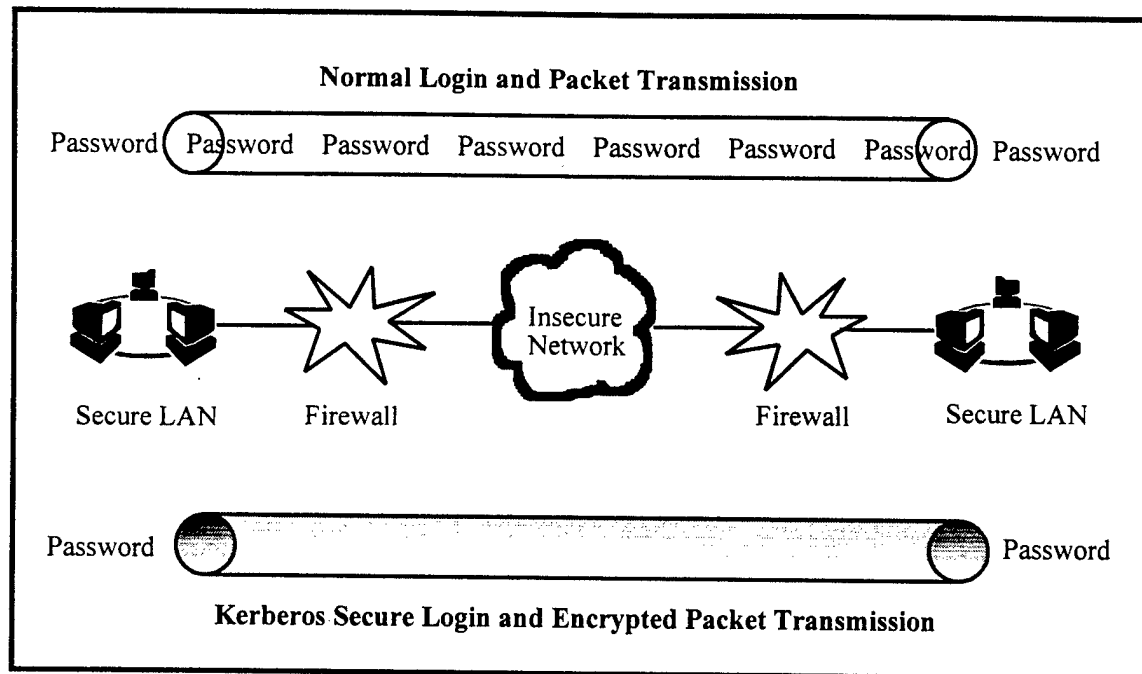 Normal Login and Packet Transmission
Password Password Password Password Password Password Password Password
Insecure
Network
Secure LAN Firewall Firewall Secure LAN
Password Password
Kerberos Secure Login and Encrypted Packet Transmission